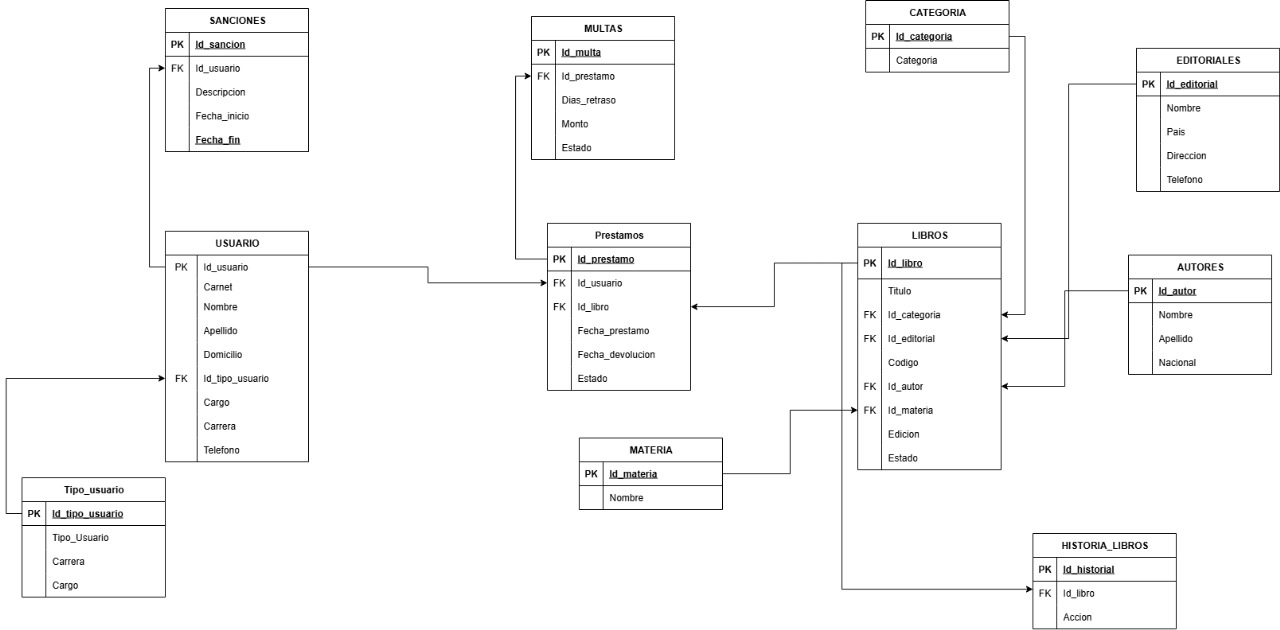 SANCIONES
PK Id_sancion
FK Id_usuario
Descripcion
Fecha_inicio
Fecha_fin
MULTAS
PK Id_multa
FK Id_prestamo
Dias_retraso
Monto
Estado
CATEGORIA
PK Id_categoria
Categoria
EDITORIALES
PK Id_editorial
Nombre
Pais
Direccion
Telefono
USUARIO
PK Id_usuario
Carnet
Nombre
Apellido
Domicilio
FK Id_tipo_usuario
Cargo
Carrera
Telefono
Prestamos
PK Id_prestamo
FK Id_usuario
FK Id_libro
Fecha_prestamo
Fecha_devolucion
Estado
LIBROS
PK Id_libro
Titulo
FK Id_categoria
FK Id_editorial
Codigo
FK Id_autor
FK Id_materia
Edicion
Estado
AUTORES
PK Id_autor
Nombre
Apellido
Nacional
MATERIA
PK Id_materia
Nombre
Tipo_usuario
PK Id_tipo_usuario
Tipo_Usuario
Carrera
Cargo
HISTORIA_LIBROS
PK Id_historial
FK Id_libro
Accion